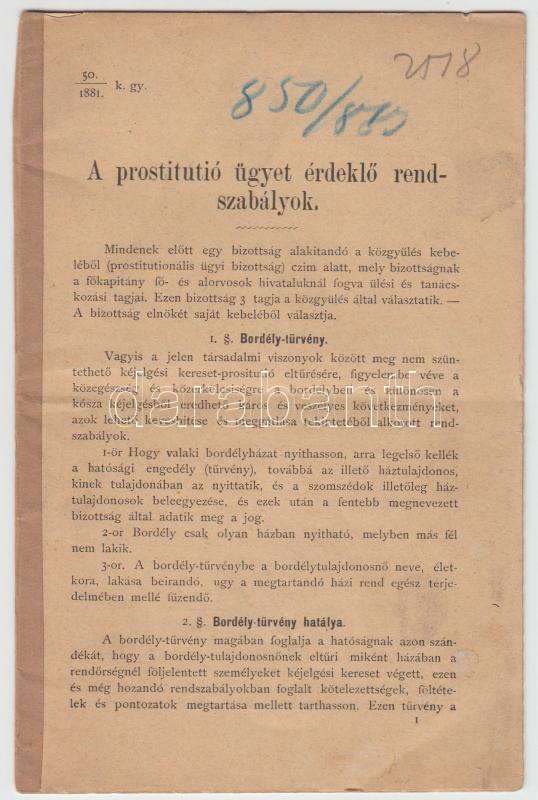 50.
1881. k. gy.
2518
850/880
A prostitutió ügyet érdeklő rend-
szabályok.
Mindenek előtt egy bizottság alakitandó a közgyűlés kebe-
léből (prostitutionális ügyi bizottság) czim alatt, mely bizottságnak
a főkapitány fő- és alorvosok hivataluknál fogva ülési és tanács-
kozási tagjai. Ezen bizottság 3 tagja a közgyülés által választatik. —
A bizottság elnökét saját kebeléből választja.
1. §. Bordély-türvény.
Vagyis a jelen társadalmi viszonyok között meg nem szün-
tethető kéjelgési kereset-prositució eltürésére, figyelembe véve a
közegészség és közerkölcsiségre a bordélybeli és különösen a
kósza kéjelgésből eredhető káros és veszélyes következményeket,
azok lehető kevesbitése és meggátlása tekintetéből alkotott rend-
szabályok.
1-ör Hogy valaki bordélyházat nyithasson, arra legelső kellék
a hatósági engedély (türvény), továbbá az illető háztulajdonos,
kinek tulajdonában az nyittatik, és a szomszédok illetőleg ház-
tulajdonosok beleegyezése, és ezek után a fentebb megnevezett
bizottság által adatik meg a jog.
2-or Bordély csak olyan házban nyitható, melyben más fél
nem lakik.
3-or. A bordély-türvénybe a bordélytulajdonosnő neve, élet-
kora, lakása beirandó, ugy a megtartandó házi rend egész terje-
delmében mellé füzendő.
2. §. Bordély-türvény hatálya.
A bordély-türvény magában foglalja a hatóságnak azon szán-
dékát, hogy a bordély-tulajdonosnőnek eltüri miként házában a
rendőrségnél följelentett személyeket kéjelgési kereset végett, ezen
és még hozandó rendszabályokban foglalt kötelezettségek, föltéte-
lek és pontozatok megtartása mellett tarthasson. Ezen türvény a
1
darabanth